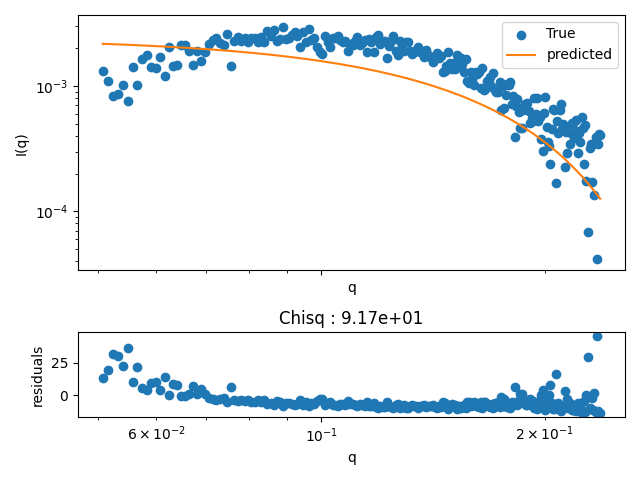 True
predicted
10⁻³
10⁻⁴
I(q)
q
Chisq : 9.17e+01
25
0
residuals
6 × 10⁻²
10⁻¹
2 × 10⁻¹
q